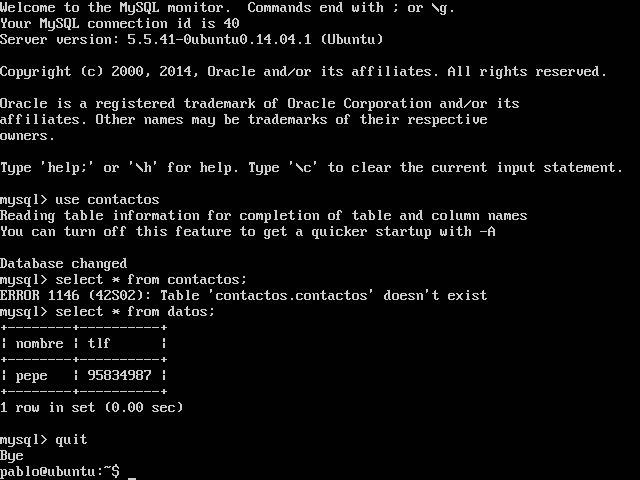 Welcome to the MySQL monitor.  Commands end with ; or \g.
Your MySQL connection id is 40
Server version: 5.5.41-0ubuntu0.14.04.1 (Ubuntu)
Copyright (c) 2000, 2014, Oracle and/or its affiliates. All rights reserved.
Oracle is a registered trademark of Oracle Corporation and/or its
affiliates. Other names may be trademarks of their respective
owners.
Type 'help;' or '\h' for help. Type '\c' to clear the current input statement.
mysql> use contactos
Reading table information for completion of table and column names
You can turn off this feature to get a quicker startup with -A
Database changed
mysql> select * from contactos;
ERROR 1146 (42S02): Table 'contactos.contactos' doesn't exist
mysql> select * from datos;
+--------+----------+
| nombre | tlf      |
+--------+----------+
| pepe   | 95834987 |
+--------+----------+
1 row in set (0.00 sec)
mysql> quit
Bye
pablo@ubuntu:~$ _